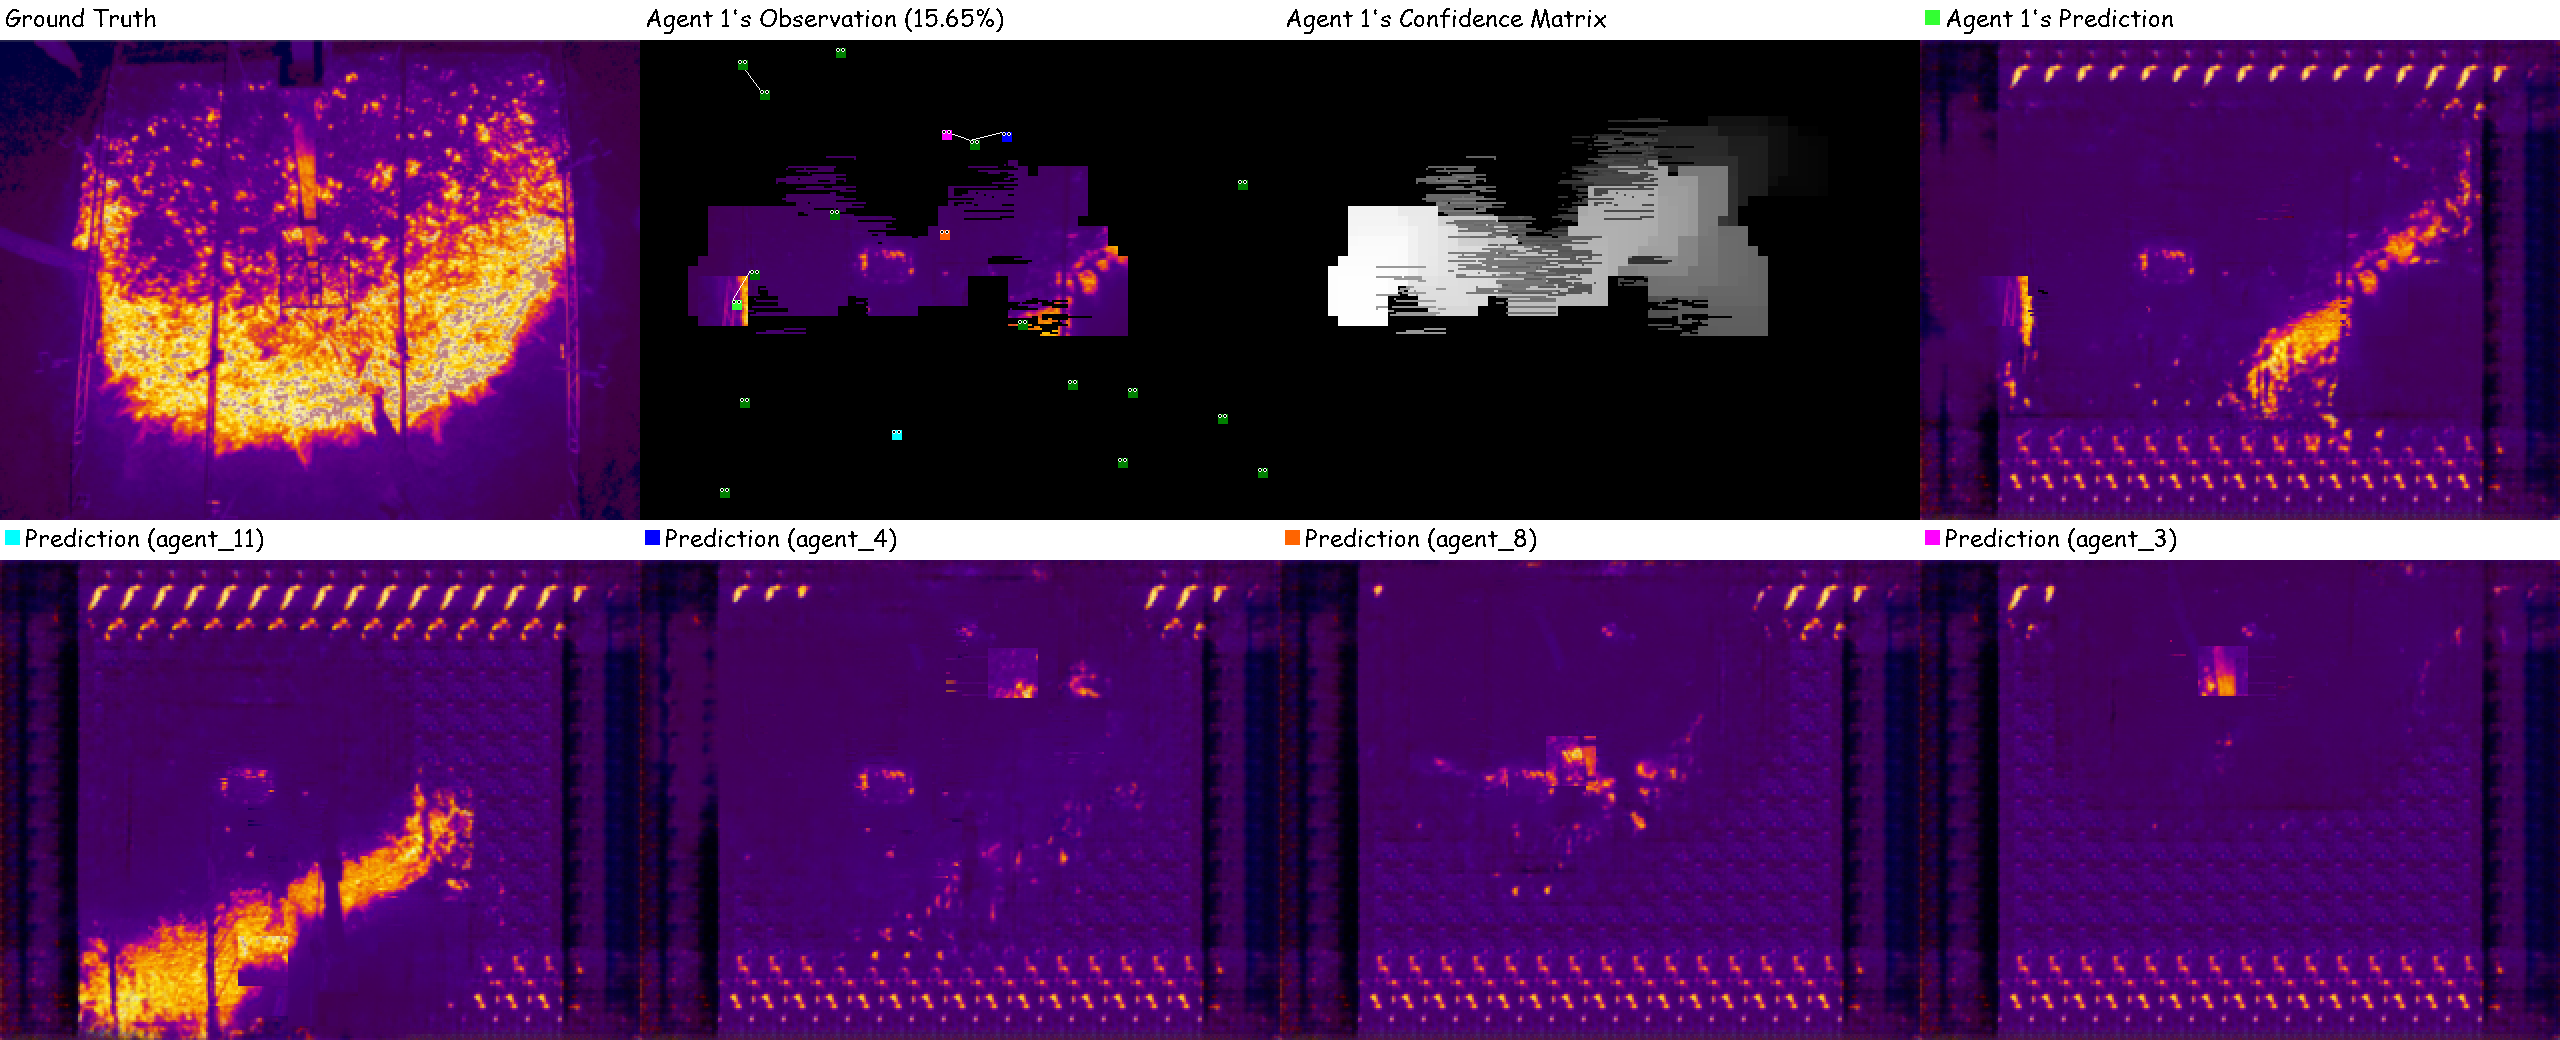 Ground Truth
Agent 1's Observation (15.65%)
Agent 1's Confidence Matrix
Agent 1's Prediction
Prediction (agent_11)
Prediction (agent_4)
Prediction (agent_8)
Prediction (agent_3)